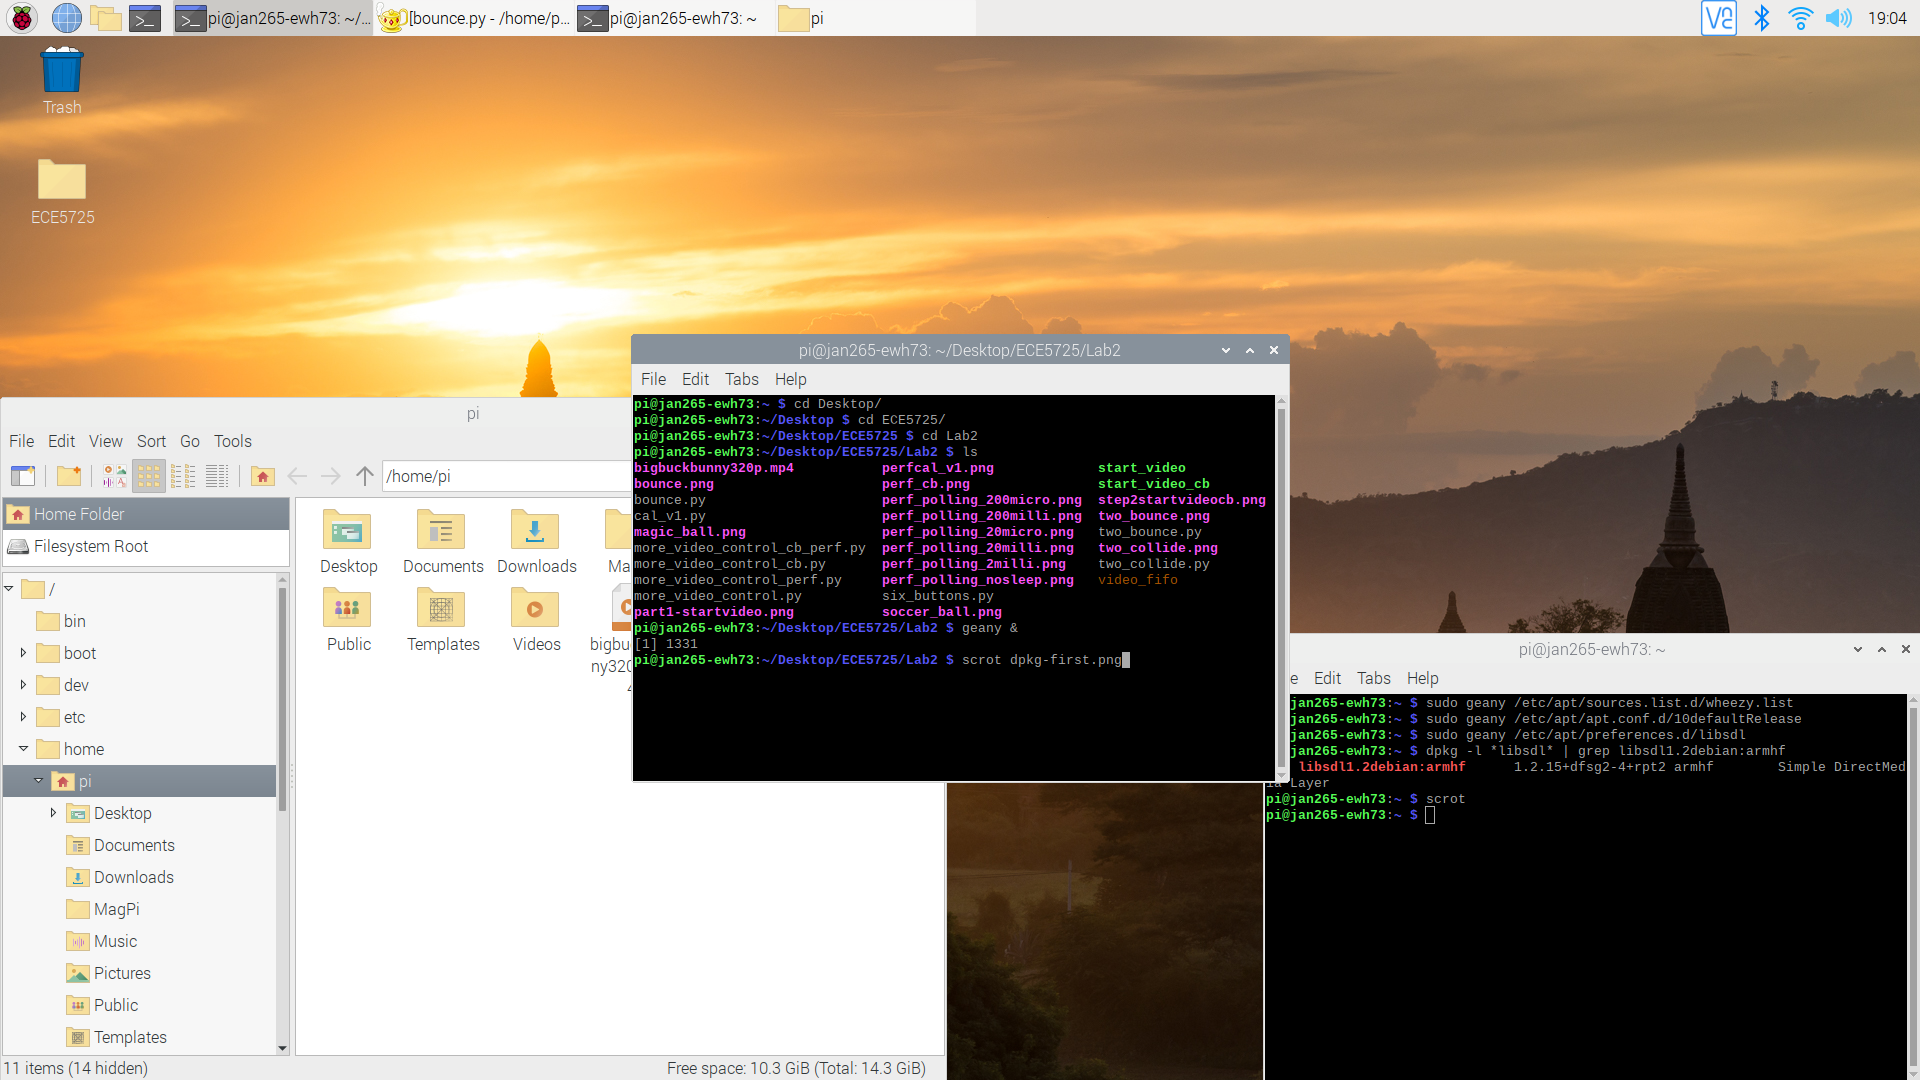 pi@jan265-ewh73: ~/...
[bounce.py - /home/p...
pi@jan265-ewh73: ~
pi
19:04
Trash
ECE5725
pi
File Edit View Sort Go Tools
/home/pi
Home Folder
Filesystem Root
/
bin
boot
dev
etc
home
pi
Desktop
Documents
Downloads
MagPi
Music
Pictures
Public
Templates
Desktop Documents Downloads Ma
Public Templates Videos bigbu
ny320
11 items (14 hidden)
Free space: 10.3 GiB (Total: 14.3 GiB)
pi@jan265-ewh73: ~/Desktop/ECE5725/Lab2
File Edit Tabs Help
pi@jan265-ewh73:~ $ cd Desktop/
pi@jan265-ewh73:~/Desktop $ cd ECE5725/
pi@jan265-ewh73:~/Desktop/ECE5725 $ cd Lab2
pi@jan265-ewh73:~/Desktop/ECE5725/Lab2 $ ls
bigbuckbunny320p.mp4 perfcal_v1.png start_video
bounce.png perf_cb.png start_video_cb
bounce.py perf_polling_200micro.png step2startvideocb.png
cal_v1.py perf_polling_200milli.png two_bounce.png
magic_ball.png perf_polling_20micro.png two_bounce.py
more_video_control_cb_perf.py perf_polling_20milli.png two_collide.png
more_video_control_cb.py perf_polling_2milli.png two_collide.py
more_video_control_perf.py perf_polling_nosleep.png video_fifo
more_video_control.py six_buttons.py
part1-startvideo.png soccer_ball.png
pi@jan265-ewh73:~/Desktop/ECE5725/Lab2 $ geany &
[1] 1331
pi@jan265-ewh73:~/Desktop/ECE5725/Lab2 $ scrot dpkg-first.png
pi@jan265-ewh73: ~
e Edit Tabs Help
jan265-ewh73:~ $ sudo geany /etc/apt/sources.list.d/wheezy.list
jan265-ewh73:~ $ sudo geany /etc/apt/apt.conf.d/10defaultRelease
jan265-ewh73:~ $ sudo geany /etc/apt/preferences.d/libsdl
jan265-ewh73:~ $ dpkg -l *libsdl* | grep libsdl1.2debian:armhf
libsdl1.2debian:armhf 1.2.15+dfsg2-4+rpt2 armhf Simple DirectMed
ia Layer
pi@jan265-ewh73:~ $ scrot
pi@jan265-ewh73:~ $